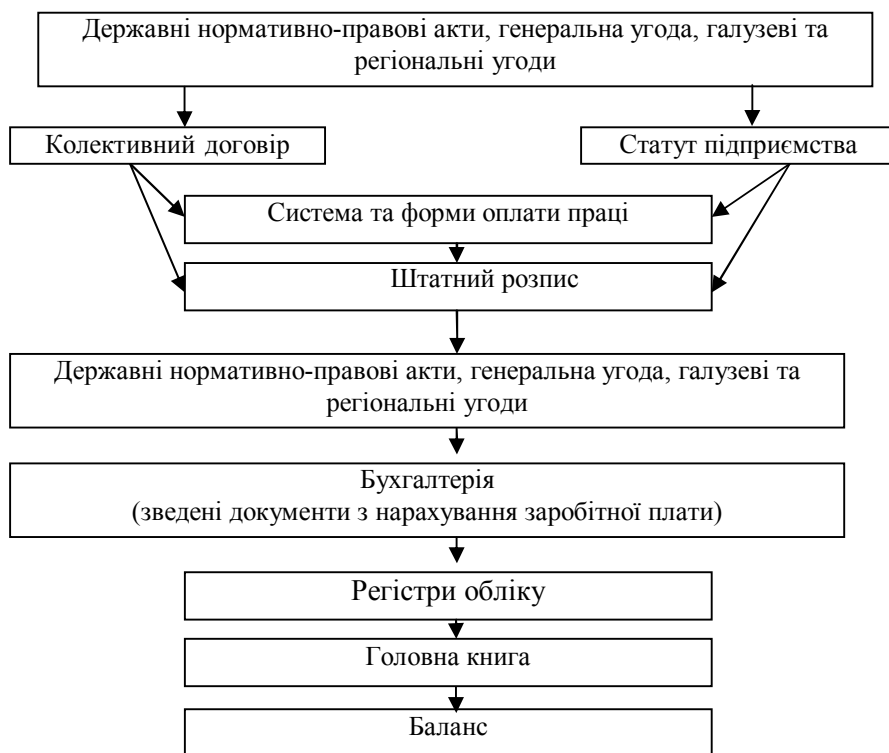 Державні нормативно-правові акти, генеральна угода, галузеві та
регіональні угоди
Колективний договір
Статут підприємства
Система та форми оплати праці
Штатний розпис
Державні нормативно-правові акти, генеральна угода, галузеві та
регіональні угоди
Бухгалтерія
(зведені документи з нарахування заробітної плати)
Регістри обліку
Головна книга
Баланс